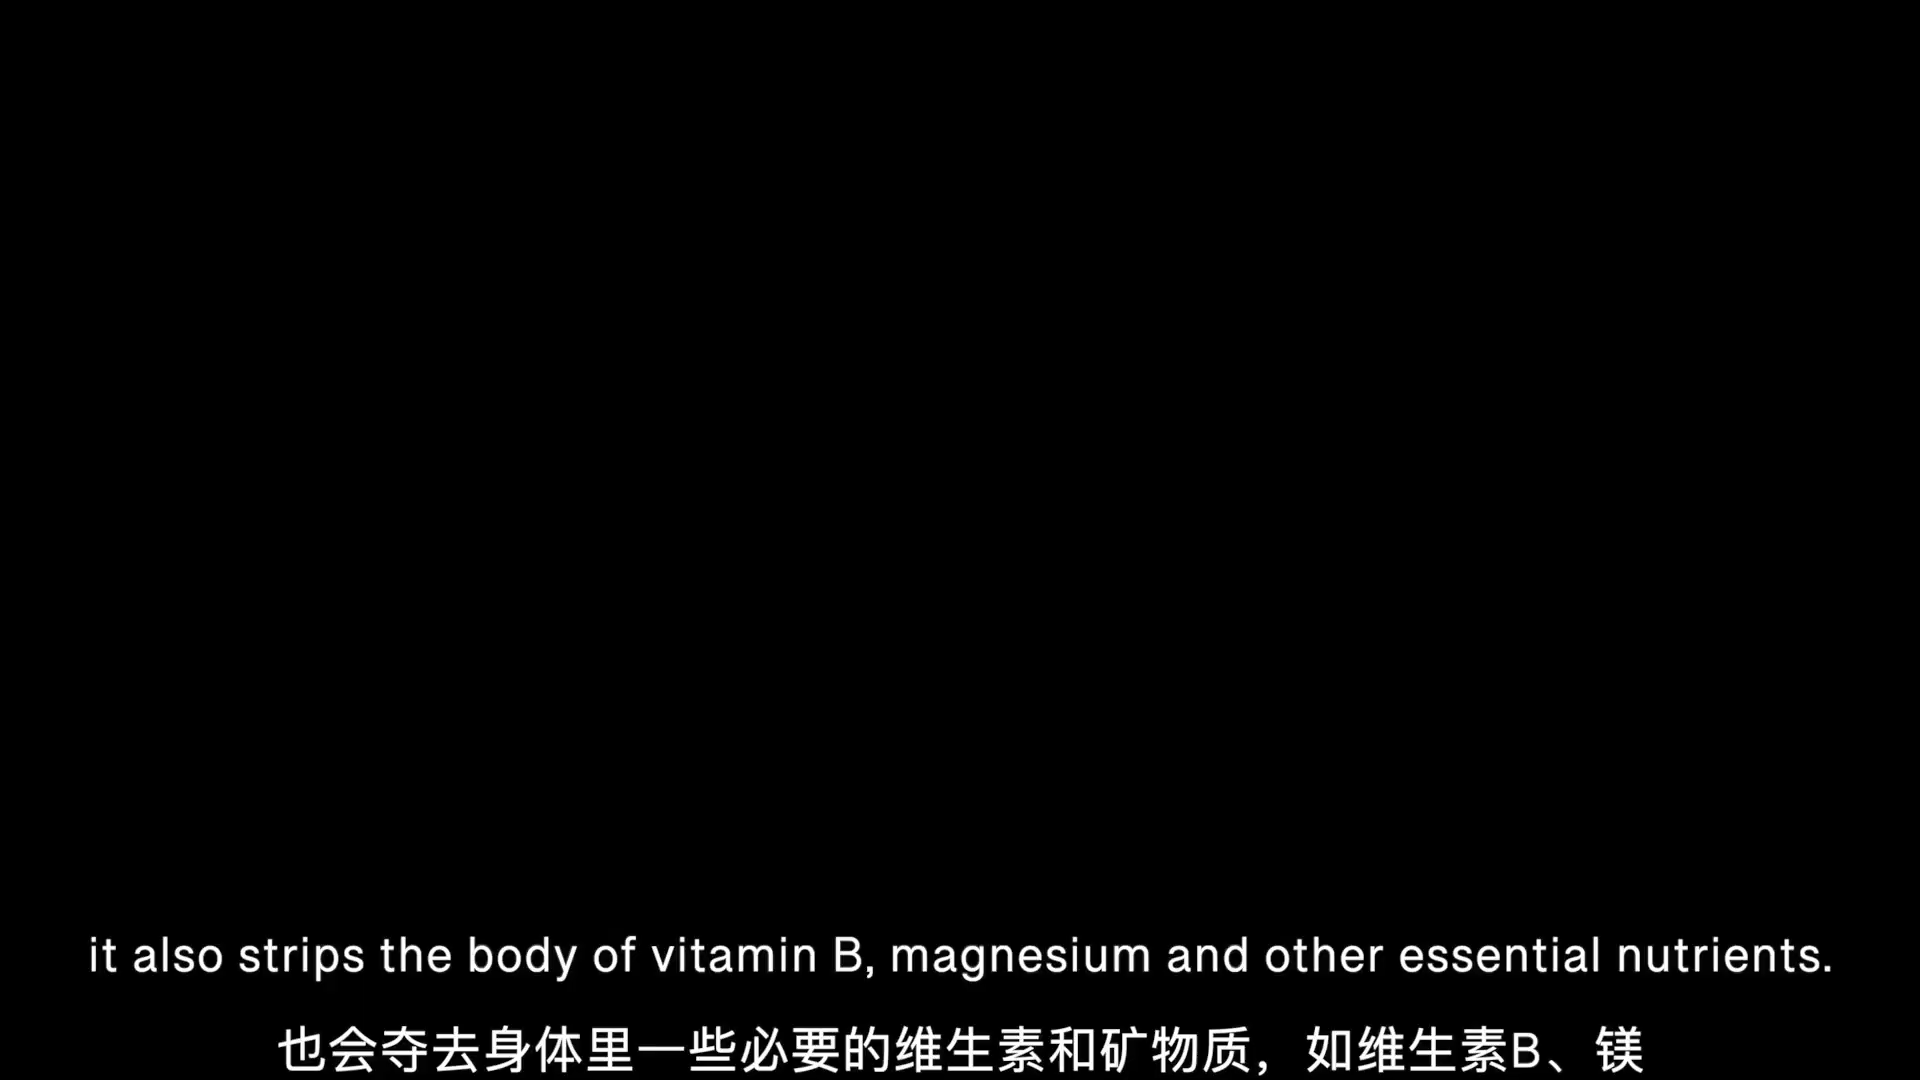 it also strips the body of vitamin B, magnesium and other essential nutrients.
也会夺去身体里一些必要的维生素和矿物质，如维生素B、镁